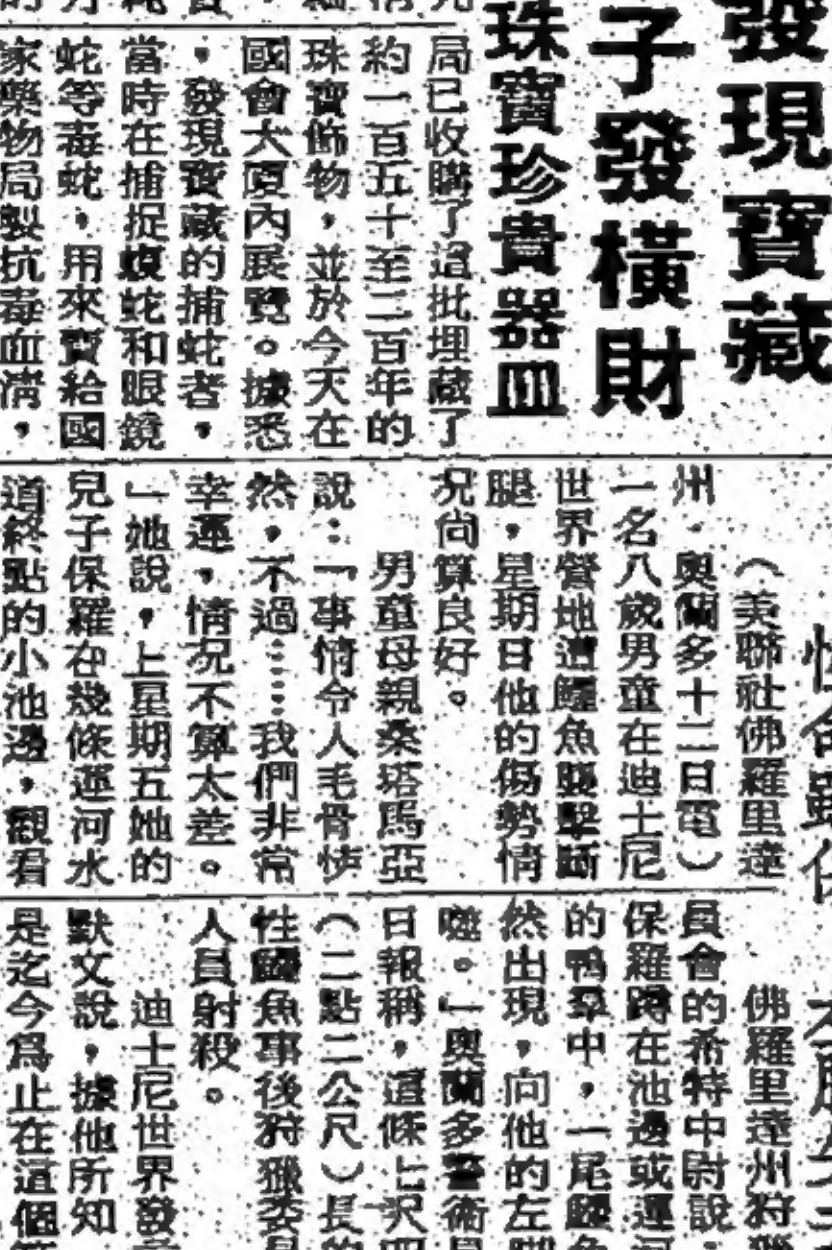 發現寶藏
子發橫財
珠寶珍貴器皿
局已收購了這批埋藏了
約一百五十至二百年的
珠寶飾物，並於今天在
國會大廈內展覽。據悉
，發現寶藏的捕蛇者，
當時在捕捉蝮蛇和眼鏡
蛇等毒蛇，用來賣給國
家藥物局製抗毒血清，
（美聯社佛羅里達
州．奧蘭多十二日電）
一名八歲男童在迪士尼
世界營地遭鱷魚襲擊斷
腿，星期日他的傷勢情
況尚算良好。
男童母親桑塔馬亞
說：「事情令人毛骨悚
然，不過……我們非常
幸運，情況不算太差。
」她說，上星期五她的
兒子保羅在幾條運河水
道終點的小池邊，觀看
佛羅里達州狩獵
員會的希特中尉說，
保羅蹲在池邊或運河
的鴨羣中，一尾鱷魚
然出現，向他的左腳
噬。」奧蘭多警術
日報稱，這條七呎四
（二點二公尺）長的
性鱷魚事後狩獵委員
人員射殺。
迪士尼世界發言
默文說，據他所知
是迄今為止在這個